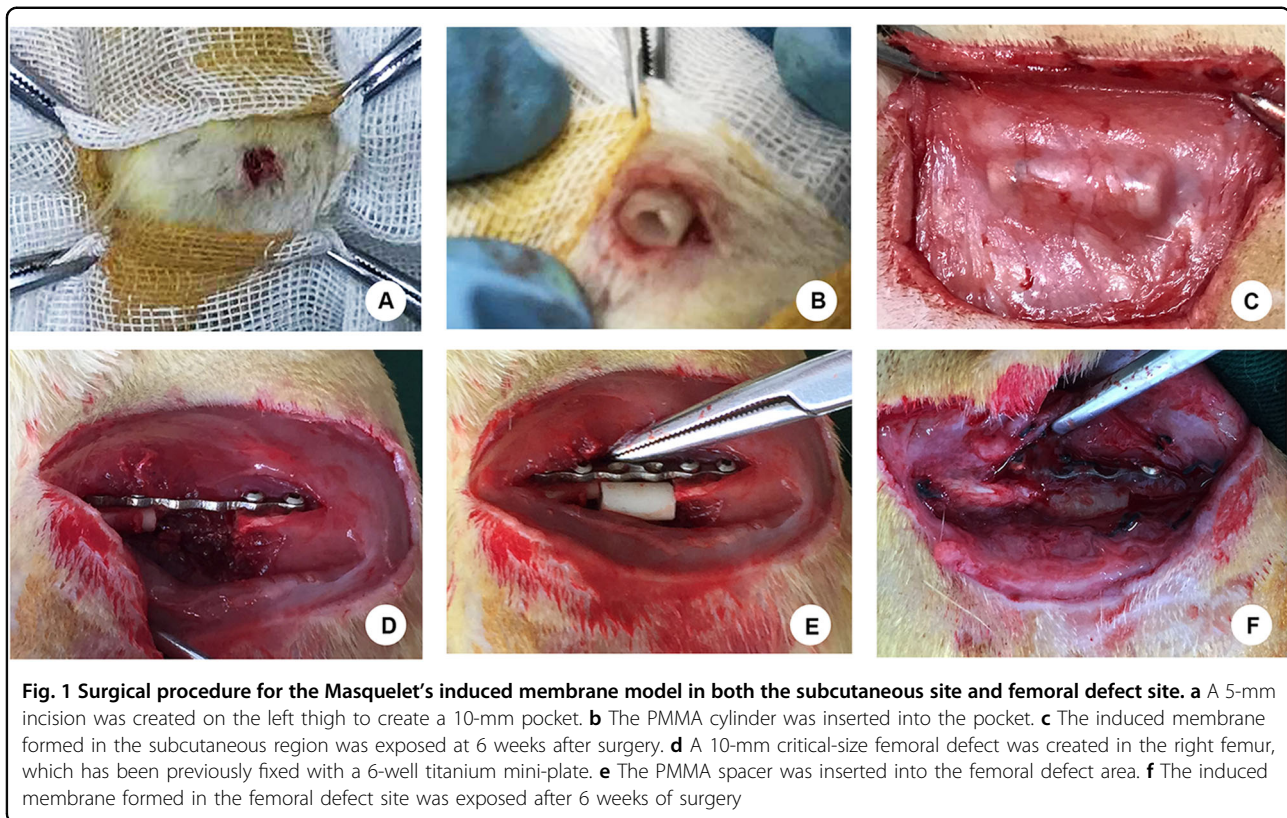 A
B
C
D
E
F
Fig. 1 Surgical procedure for the Masquelet's induced membrane model in both the subcutaneous site and femoral defect site. a A 5-mm
incision was created on the left thigh to create a 10-mm pocket. b The PMMA cylinder was inserted into the pocket. c The induced membrane
formed in the subcutaneous region was exposed at 6 weeks after surgery. d A 10-mm critical-size femoral defect was created in the right femur,
which has been previously fixed with a 6-well titanium mini-plate. e The PMMA spacer was inserted into the femoral defect area. f The induced
membrane formed in the femoral defect site was exposed after 6 weeks of surgery